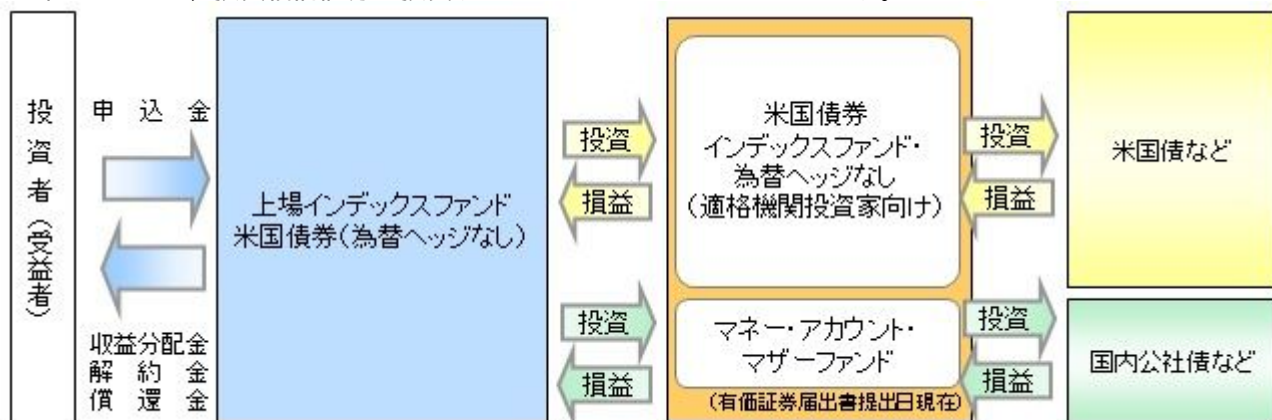 投資者(受益者)
申込金
収益分配金
解約金
償還金
上場インデックスファンド
米国債券(為替ヘッジなし)
投資
損益
投資
損益
米国債券
インデックスファンド・
為替ヘッジなし
(適格機関投資家向け)
マネー・アカウント・
マザーファンド
(有価証券届出書提出日現在)
投資
損益
投資
損益
米国債など
国内公社債など